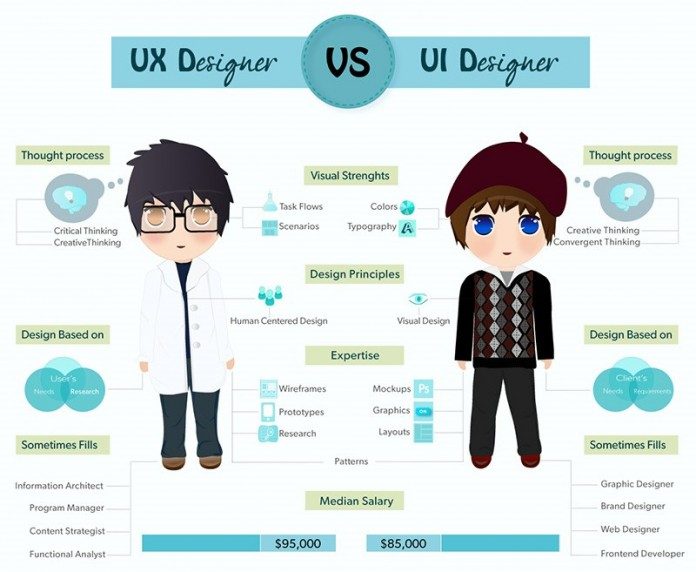 UX Designer
VS
UI Designer
Thought process
Critical Thinking
CreativeThinking
Visual Strenghts
Task Flows
Scenarios
Colors
Typography
A
Thought process
Creative Thinking
Convergent Thinking
Design Principles
Human Centered Design
Visual Design
Design Based on
User's
Needs
Research
Expertise
Wireframes
Prototypes
Research
Mockups
Ps
Graphics
ON
Layouts
Patterns
Design Based on
Client's
Needs
Requirements
Sometimes Fills
Information Architect
Program Manager
Content Strategist
Functional Analyst
Sometimes Fills
Graphic Designer
Brand Designer
Web Designer
Frontend Developer
Median Salary
$95,000
$85,000